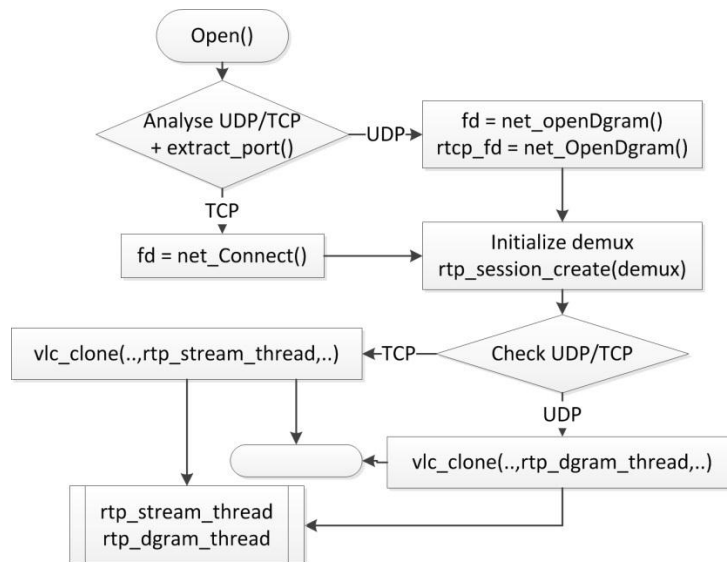 Open()
Analyse UDP/TCP
+ extract_port()
UDP
fd = net_openDgram()
rtcp_fd = net_OpenDgram()
TCP
fd = net_Connect()
Initialize demux
rtp_session_create(demux)
Check UDP/TCP
TCP
vlc_clone(..,rtp_stream_thread,..)
UDP
vlc_clone(..,rtp_dgram_thread,..)
rtp_stream_thread
rtp_dgram_thread